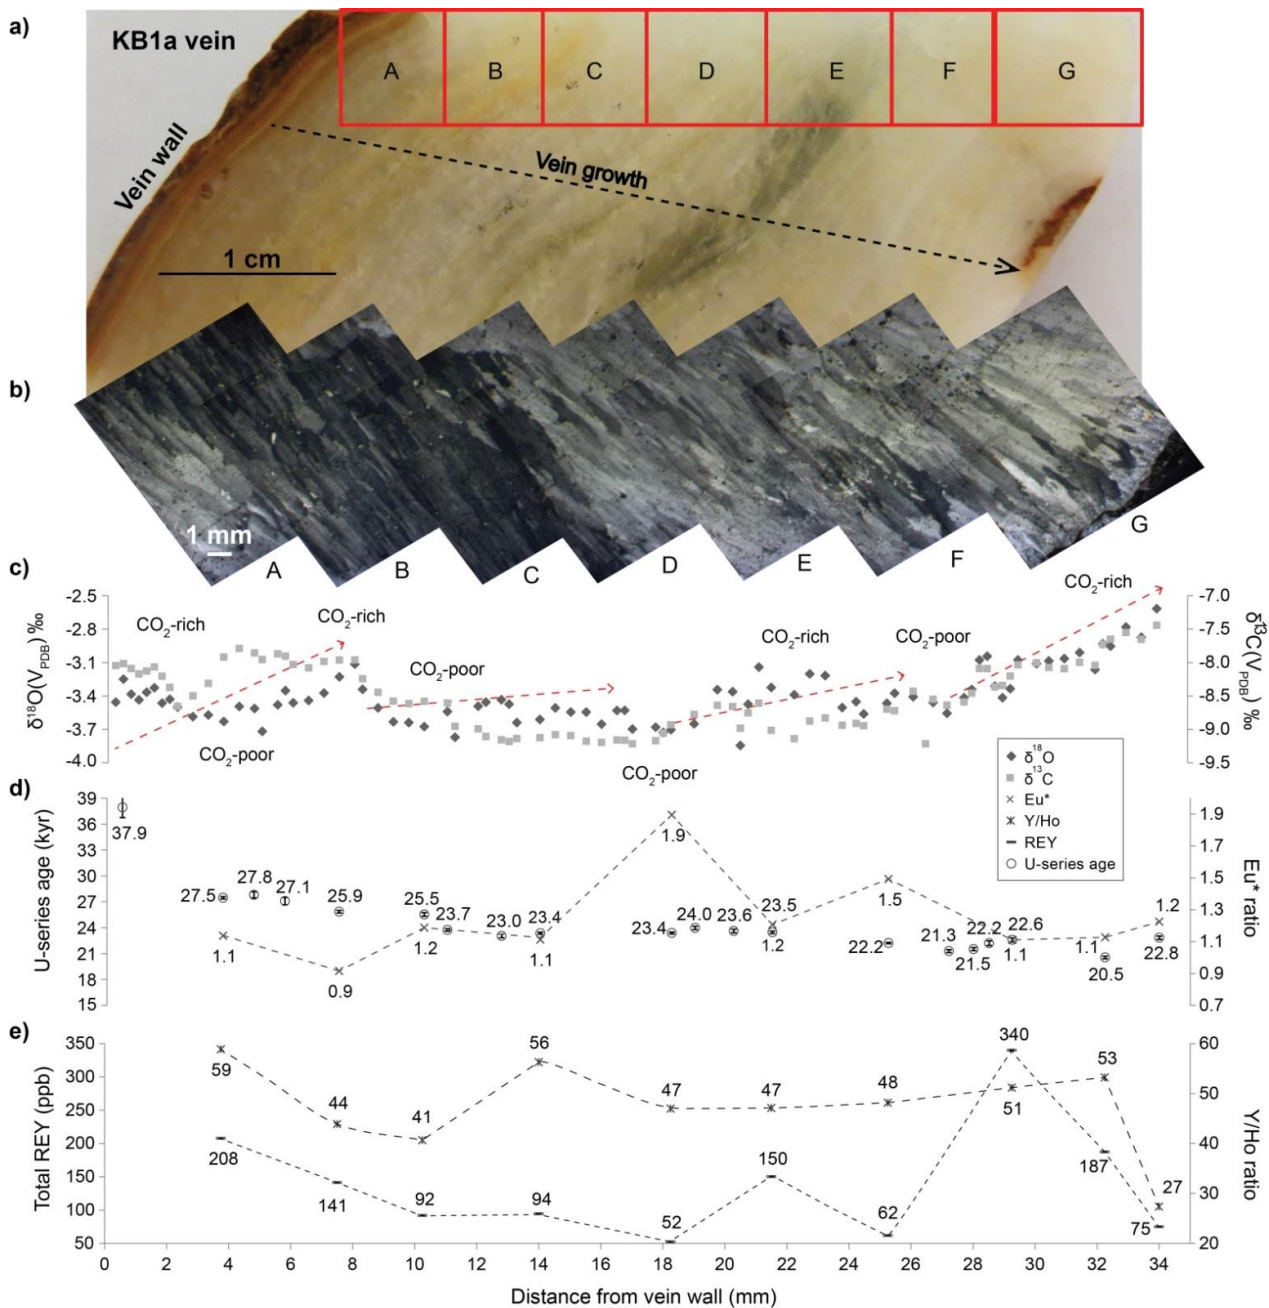 a)
KB1a vein
A B C D E F G
Vein wall
Vein growth
1 cm
b)
1 mm
A B C D E F G
c)
δ¹⁸O(V_PDB) ‰
-2.5
-2.8
-3.1
-3.4
-3.7
-4.0
CO₂-rich
CO₂-rich
CO₂-poor
CO₂-poor
CO₂-poor
CO₂-rich
CO₂-poor
CO₂-rich
-7.0
-7.5
-8.0
-8.5
-9.0
-9.5
δ¹³C(V_PDB) ‰
δ¹⁸O
δ¹³C
Eu*
Y/Ho
REY
U-series age
d)
U-series age (kyr)
39
36
33
30
27
24
21
18
15
37.9
27.5 27.8 27.1 25.9 25.5 23.7 23.0 23.4 23.4 24.0 23.6 23.5 22.2 21.3 21.5 22.2 22.6 20.5 22.8
1.1 0.9 1.2 1.1 1.9 1.2 1.5 1.1 1.1 1.2
1.9
1.7
1.5
1.3
1.1
0.9
0.7
Eu* ratio
e)
Total REY (ppb)
350
300
250
200
150
100
50
59 44 41 56 47 47 48 51 53 27
208 141 92 94 52 150 62 340 187 75
60
50
40
30
20
Y/Ho ratio
0 2 4 6 8 10 12 14 16 18 20 22 24 26 28 30 32 34
Distance from vein wall (mm)